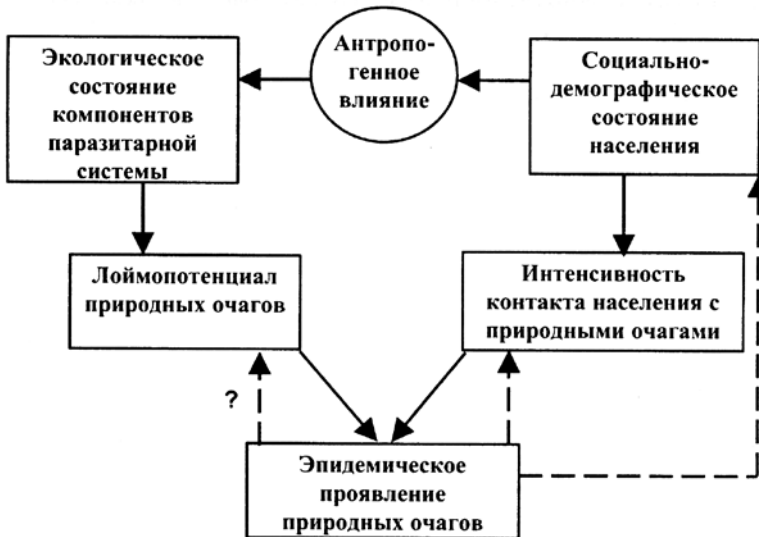 Экологическое
состояние
компонентов
паразитарной
системы
Антропо-
генное
влияние
Социально-
демографическое
состояние
населения
Лоймопотенциал
природных очагов
Интенсивность
контакта населения с
природными очагами
?
Эпидемическое
проявление
природных очагов